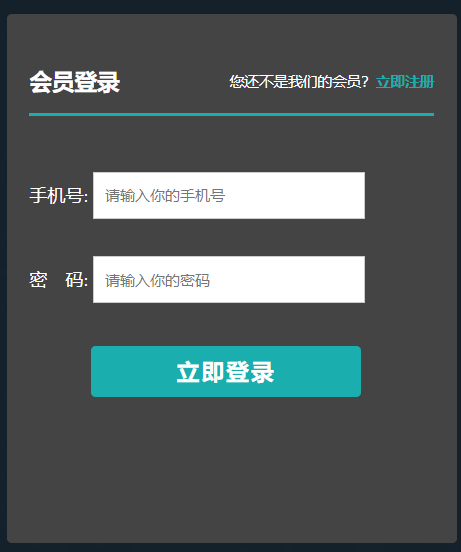 会员登录 您还不是我们的会员? 立即注册
手机号: 请输入你的手机号
密 码: 请输入你的密码
立即登录